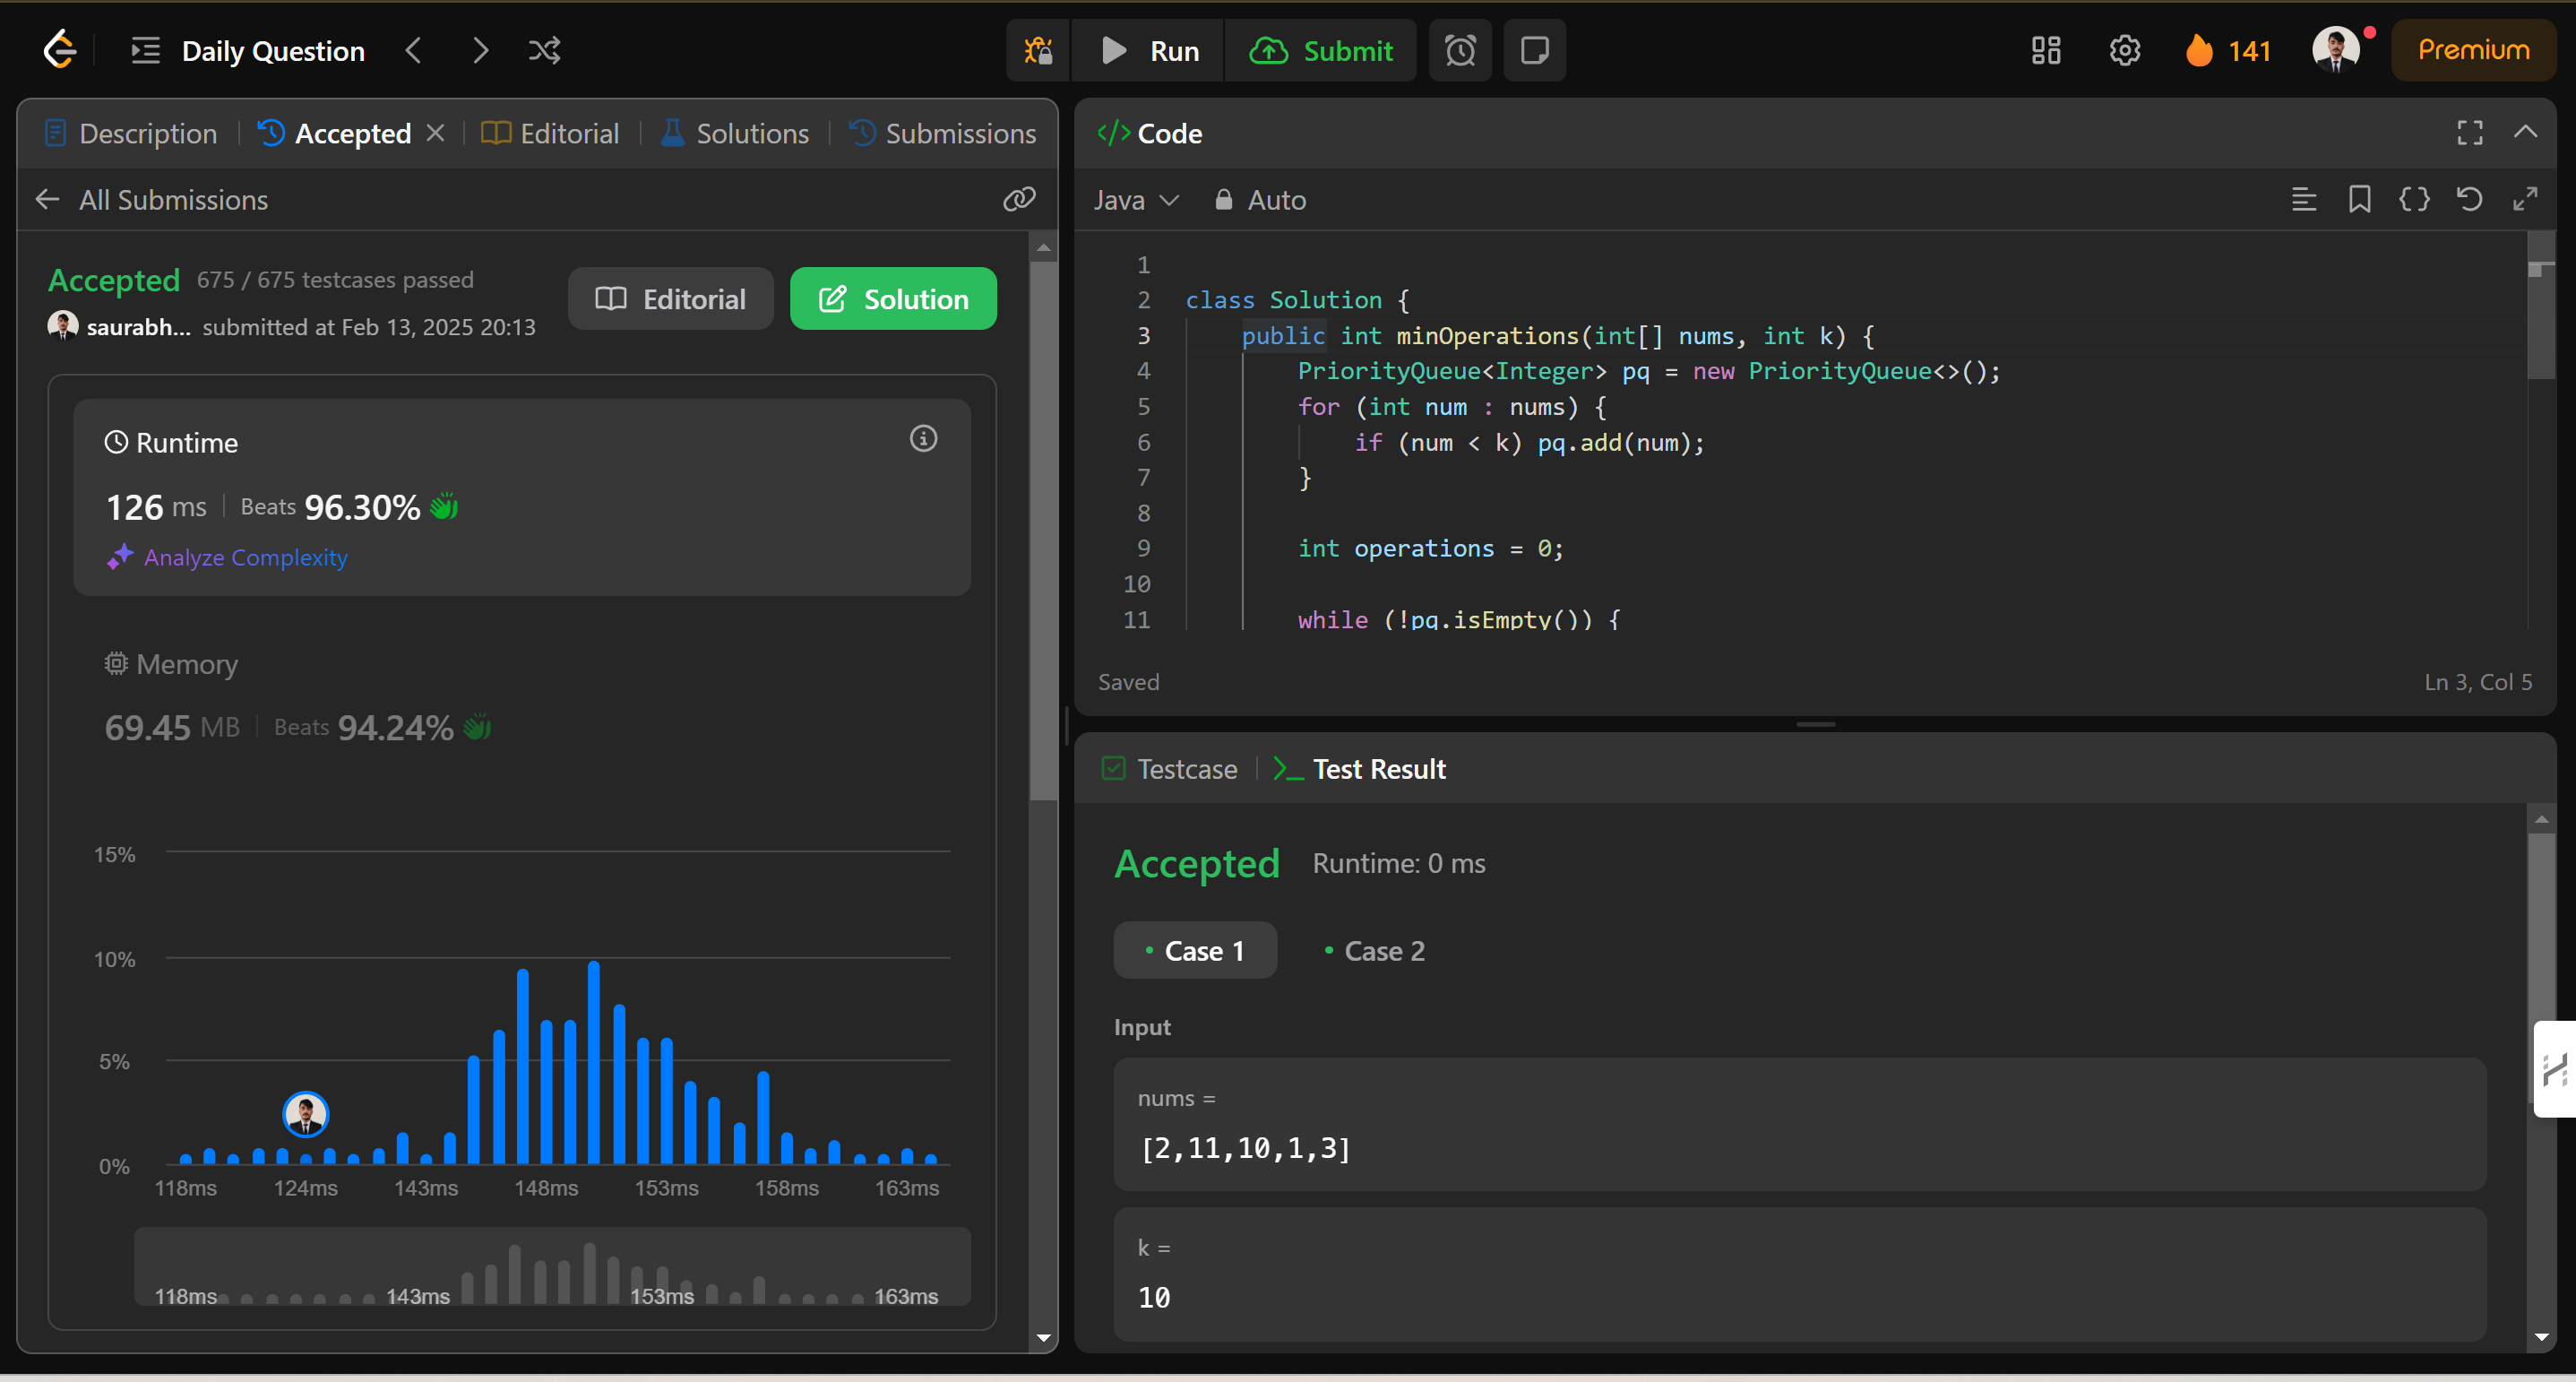 Daily Question
Run
Submit
141
Premium
Description
Accepted
Editorial
Solutions
Submissions
All Submissions
Accepted 675 / 675 testcases passed
saurabh... submitted at Feb 13, 2025 20:13
Editorial
Solution
Runtime
126 ms Beats 96.30%
Analyze Complexity
Memory
69.45 MB Beats 94.24%
15%
10%
5%
0%
118ms 124ms 143ms 148ms 153ms 158ms 163ms
118ms 143ms 153ms 163ms
</> Code
Java Auto
1
2 class Solution {
3 public int minOperations(int[] nums, int k) {
4 PriorityQueue<Integer> pq = new PriorityQueue<>();
5 for (int num : nums) {
6 if (num < k) pq.add(num);
7 }
8
9 int operations = 0;
10
11 while (!pq.isEmpty()) {
Saved
Ln 3, Col 5
Testcase
Test Result
Accepted Runtime: 0 ms
Case 1
Case 2
Input
nums =
[2,11,10,1,3]
k =
10